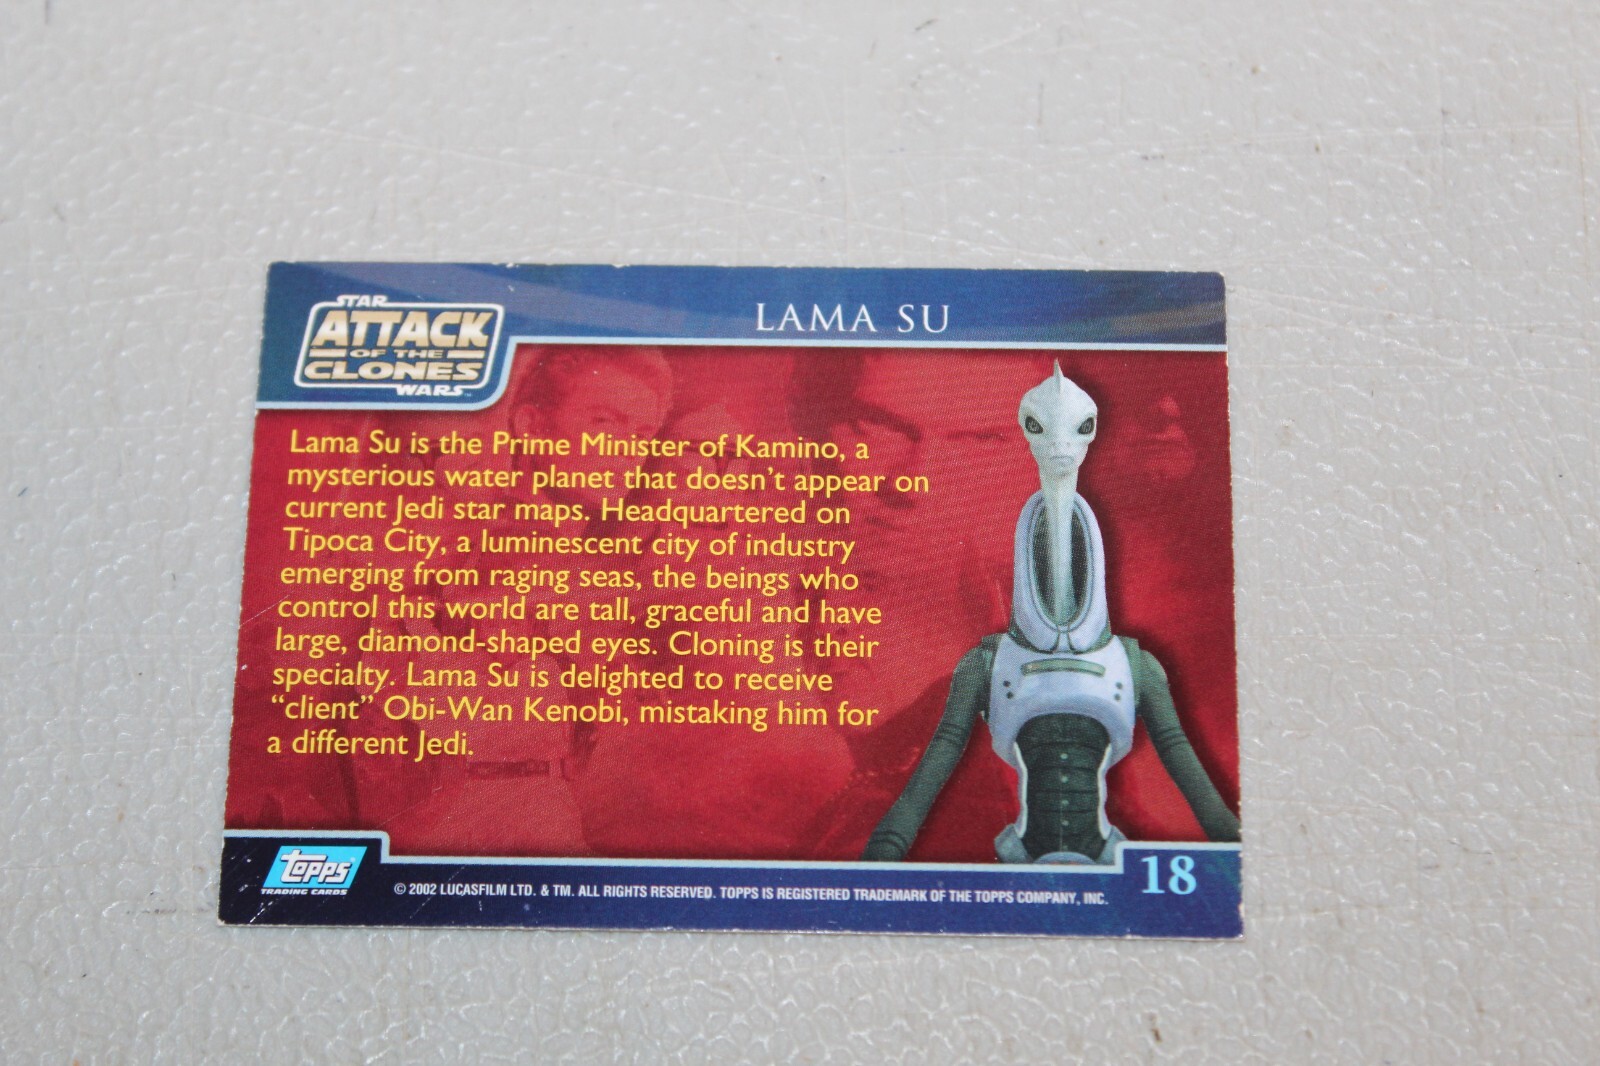 STAR
ATTACK
OF THE
CLONES
WARS™
LAMA SU
Lama Su is the Prime Minister of Kamino, a
mysterious water planet that doesn't appear on
current Jedi star maps. Headquartered on
Tipoca City, a luminescent city of industry
emerging from raging seas, the beings who
control this world are tall, graceful and have
large, diamond-shaped eyes. Cloning is their
specialty. Lama Su is delighted to receive
“client” Obi-Wan Kenobi, mistaking him for
a different Jedi.
topps®
TRADING CARDS
© 2002 LUCASFILM LTD. & TM. ALL RIGHTS RESERVED. TOPPS IS REGISTERED TRADEMARK OF THE TOPPS COMPANY, INC.
18